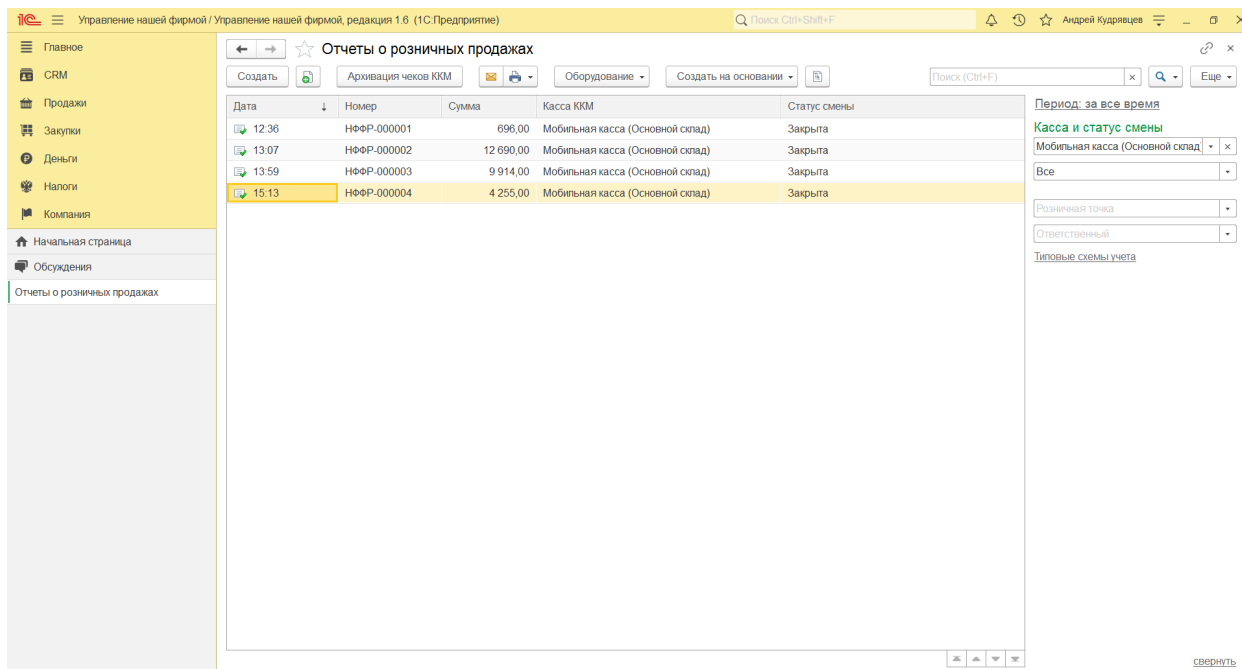 1С Управление нашей фирмой / Управление нашей фирмой, редакция 1.6 (1С:Предприятие) Поиск Ctrl+Shift+F Андрей Кудрявцев
Главное
CRM
Продажи
Закупки
Деньги
Налоги
Компания
Начальная страница
Обсуждения
Отчеты о розничных продажах
Отчеты о розничных продажах
Создать Архивация чеков ККМ Оборудование Создать на основании Поиск (Ctrl+F) Еще
Дата Номер Сумма Касса ККМ Статус смены
12:36 НФФР-000001 696,00 Мобильная касса (Основной склад) Закрыта
13:07 НФФР-000002 12 690,00 Мобильная касса (Основной склад) Закрыта
13:59 НФФР-000003 9 914,00 Мобильная касса (Основной склад) Закрыта
15:13 НФФР-000004 4 255,00 Мобильная касса (Основной склад) Закрыта
Период: за все время
Касса и статус смены
Мобильная касса (Основной склад
Все
Розничная точка
Ответственный
Типовые схемы учета
свернуть